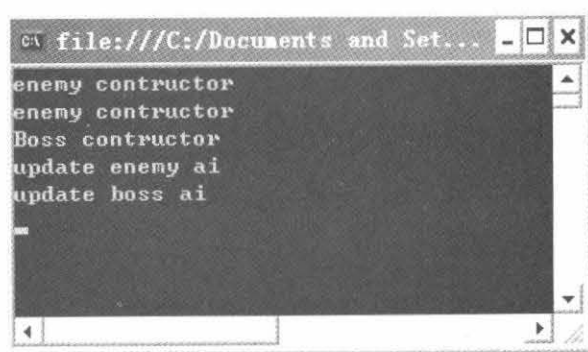 file:///C:/Documents and Set...
enemy contructor
enemy contructor
Boss contructor
update enemy ai
update boss ai